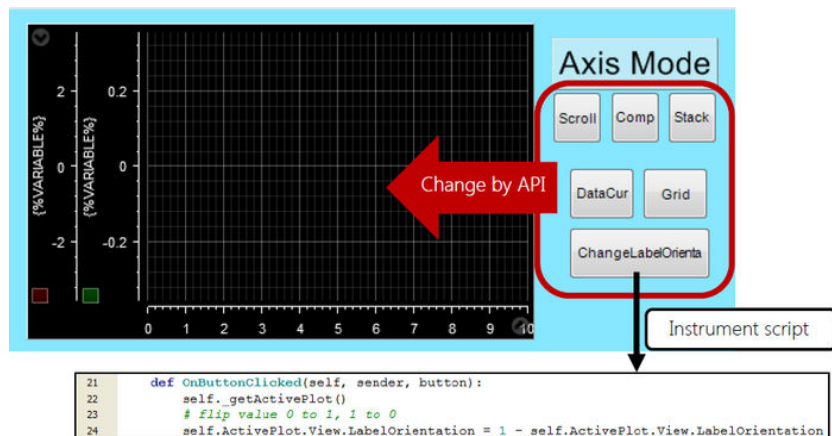 Axis Mode
Scroll
Comp
Stack
Change by API
DataCur
Grid
ChangeLabelOrienta
2
0
-2
{%VARIABLE%}
0.2
0
-0.2
{%VARIABLE%}
0 1 2 3 4 5 6 7 8 9 10
Instrument script
21 def OnButtonClicked(self, sender, button):
22 self._getActivePlot()
23 # flip value 0 to 1, 1 to 0
24 self.ActivePlot.View.LabelOrientation = 1 - self.ActivePlot.View.LabelOrientation